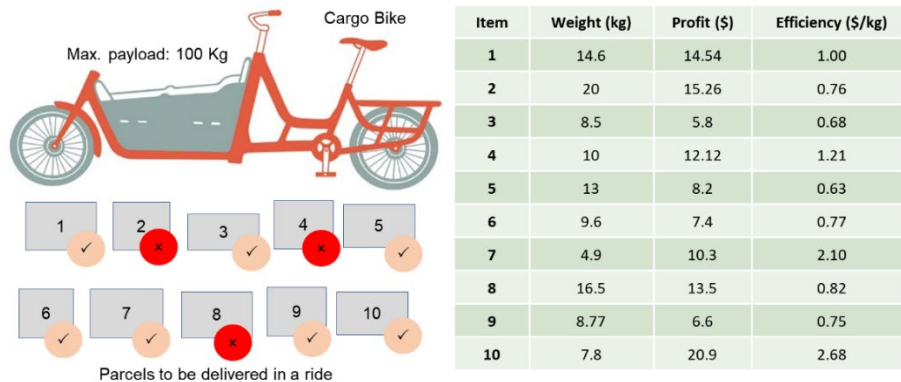 Cargo Bike
Max. payload: 100 Kg
1 2 3 4 5
✓ × ✓ × ✓
6 7 8 9 10
✓ ✓ × ✓ ✓
Parcels to be delivered in a ride
Item Weight (kg) Profit ($) Efficiency ($/kg)
1 14.6 14.54 1.00
2 20 15.26 0.76
3 8.5 5.8 0.68
4 10 12.12 1.21
5 13 8.2 0.63
6 9.6 7.4 0.77
7 4.9 10.3 2.10
8 16.5 13.5 0.82
9 8.77 6.6 0.75
10 7.8 20.9 2.68